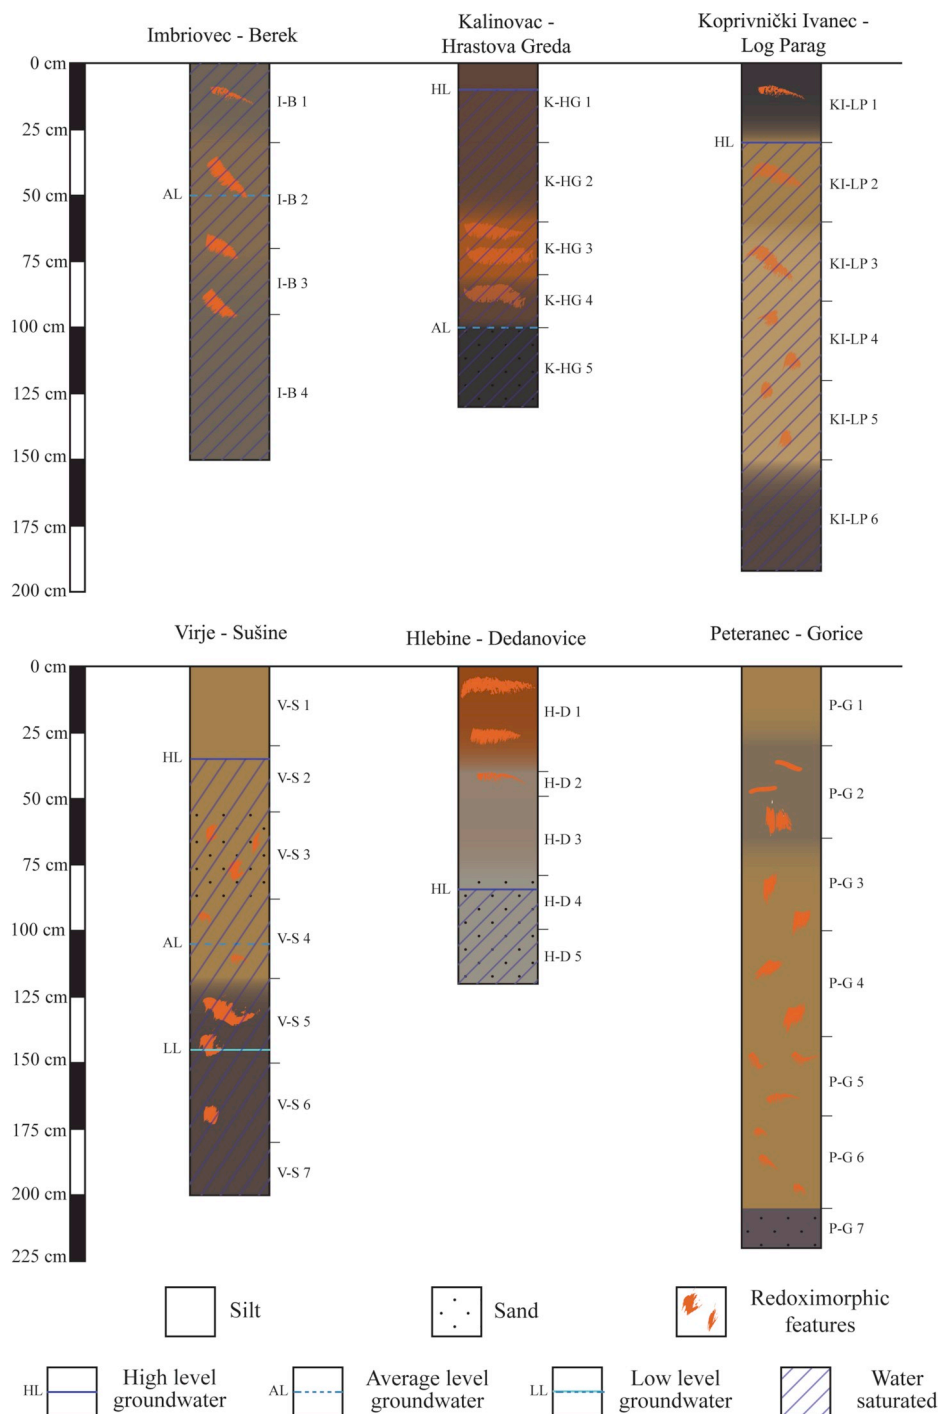 Imbriovec - Berek
Kalinovac -
Hrastova Greda
Koprivnički Ivanec -
Log Parag
0 cm
25 cm
50 cm
75 cm
100 cm
125 cm
150 cm
175 cm
200 cm
I-B 1
AL
I-B 2
I-B 3
I-B 4
HL
K-HG 1
K-HG 2
K-HG 3
K-HG 4
AL
K-HG 5
KI-LP 1
HL
KI-LP 2
KI-LP 3
KI-LP 4
KI-LP 5
KI-LP 6
Virje - Sušine
Hlebine - Dedanovice
Peteranec - Gorice
0 cm
25 cm
50 cm
75 cm
100 cm
125 cm
150 cm
175 cm
200 cm
225 cm
V-S 1
HL
V-S 2
V-S 3
AL
V-S 4
V-S 5
LL
V-S 6
V-S 7
H-D 1
H-D 2
H-D 3
HL
H-D 4
H-D 5
P-G 1
P-G 2
P-G 3
P-G 4
P-G 5
P-G 6
P-G 7
Silt
Sand
Redoximorphic
features
HL
High level
groundwater
AL
Average level
groundwater
LL
Low level
groundwater
Water
saturated